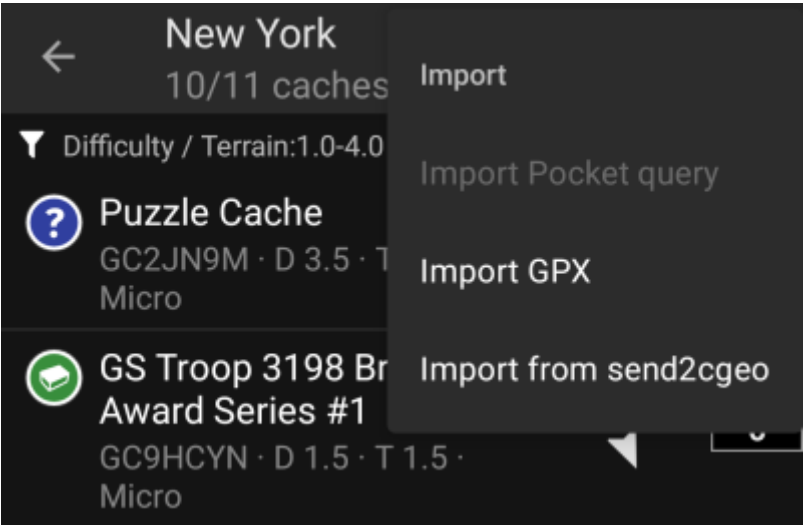 New York
10/11 caches
Difficulty / Terrain:1.0-4.0
?
Puzzle Cache
GC2JN9M · D 3.5 ·
Micro
GS Troop 3198
Award Series #1
GC9HCYN · D 1.5 · T 1.5 ·
Micro
Import
Import Pocket query
Import GPX
Import from send2cgeo